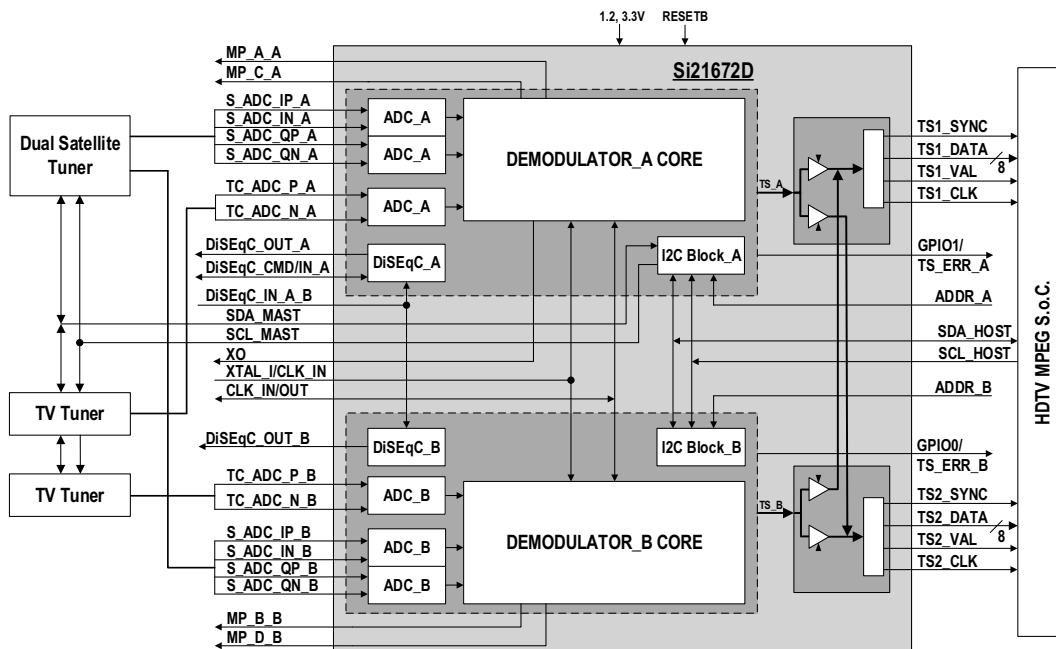 1.2, 3.3V
RESETB
Si21672D
MP_A_A
MP_C_A
S_ADC_IP_A
S_ADC_IN_A
S_ADC_QP_A
S_ADC_QN_A
TC_ADC_P_A
TC_ADC_N_A
DiSEqC_OUT_A
DiSEqC_CMD/IN_A
DiSEqC_IN_A_B
SDA_MAST
SCL_MAST
XO
XTAL_I/CLK_IN
CLK_IN/OUT
DiSEqC_OUT_B
TC_ADC_P_B
TC_ADC_N_B
S_ADC_IP_B
S_ADC_IN_B
S_ADC_QP_B
S_ADC_QN_B
MP_B_B
MP_D_B
Dual Satellite
Tuner
TV Tuner
TV Tuner
ADC_A
ADC_A
ADC_A
DiSEqC_A
DEMODULATOR_A CORE
I2C Block_A
TS_A
DiSEqC_B
ADC_B
ADC_B
ADC_B
DEMODULATOR_B CORE
I2C Block_B
TS_B
TS1_SYNC
TS1_DATA
8
TS1_VAL
TS1_CLK
GPIO1/
TS_ERR_A
ADDR_A
SDA_HOST
SCL_HOST
ADDR_B
GPIO0/
TS_ERR_B
TS2_SYNC
TS2_DATA
8
TS2_VAL
TS2_CLK
HDTV MPEG S.o.C.